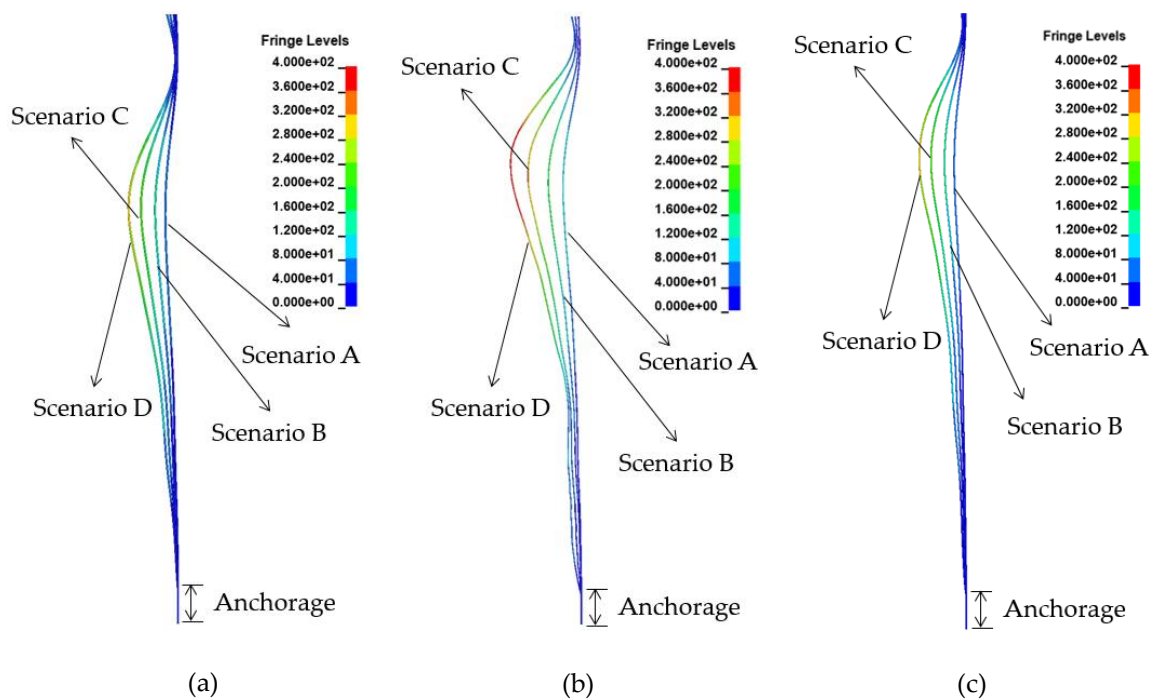 Fringe Levels
4.000e+02
3.600e+02
3.200e+02
2.800e+02
2.400e+02
2.000e+02
1.600e+02
1.200e+02
8.000e+01
4.000e+01
0.000e+00
Scenario C
Scenario A
Scenario D
Scenario B
Anchorage
(a)
Fringe Levels
4.000e+02
3.600e+02
3.200e+02
2.800e+02
2.400e+02
2.000e+02
1.600e+02
1.200e+02
8.000e+01
4.000e+01
0.000e+00
Scenario C
Scenario A
Scenario D
Scenario B
Anchorage
(b)
Fringe Levels
4.000e+02
3.600e+02
3.200e+02
2.800e+02
2.400e+02
2.000e+02
1.600e+02
1.200e+02
8.000e+01
4.000e+01
0.000e+00
Scenario C
Scenario D
Scenario A
Scenario B
Anchorage
(c)